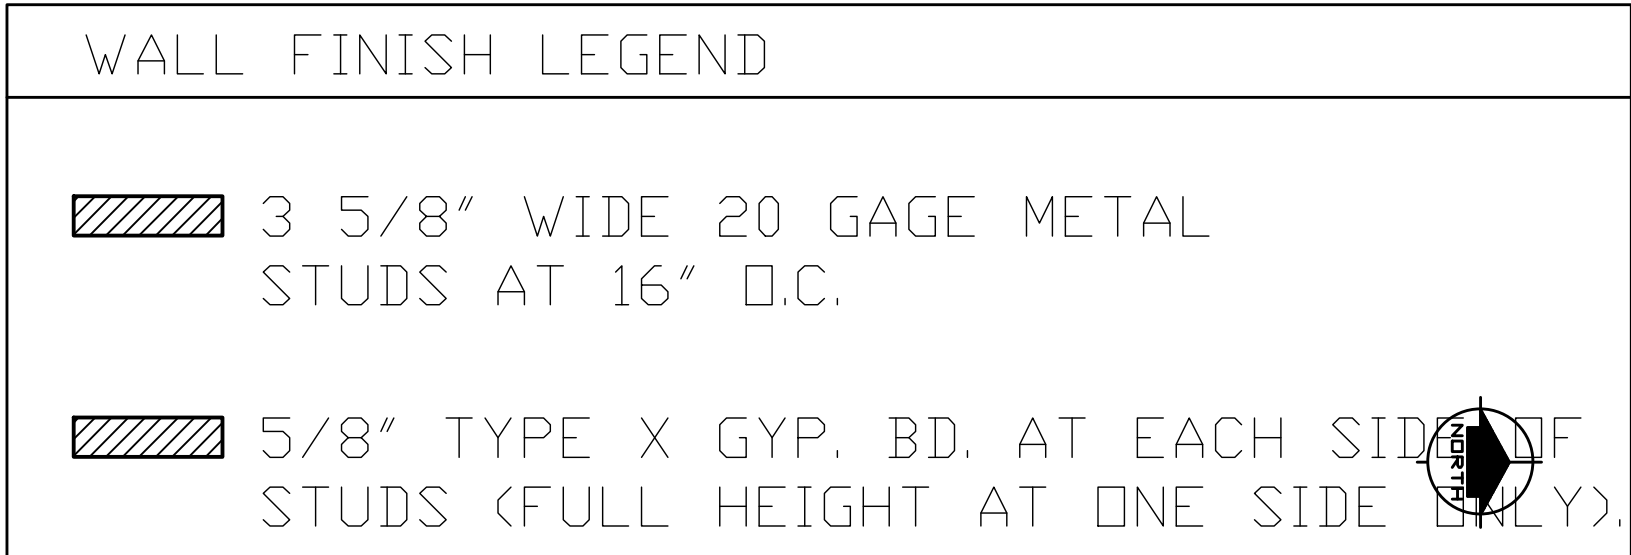 WALL FINISH LEGEND
3 5/8" WIDE 20 GAGE METAL
STUDS AT 16" O.C.
5/8" TYPE X GYP. BD. AT EACH SIDE OF
STUDS (FULL HEIGHT AT ONE SIDE ONLY).
NORTH